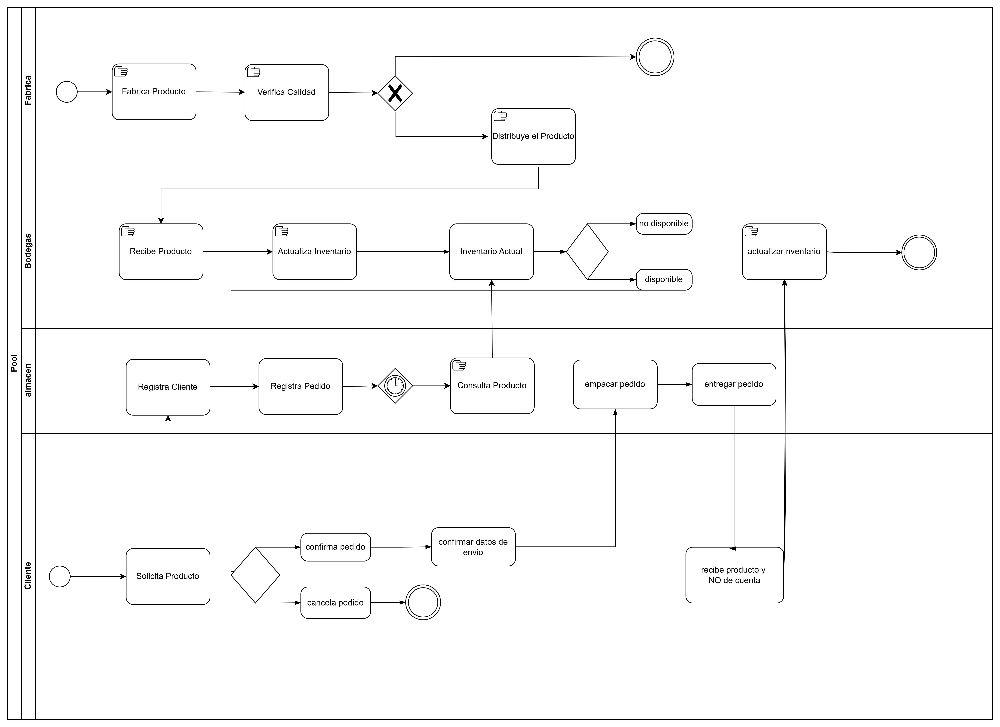 Pool
Fabrica
Fabrica Producto
Verifica Calidad
Distribuye el Producto
Bodegas
Recibe Producto
Actualiza Inventario
Inventario Actual
no disponible
disponible
actualizar nventario
almacen
Registra Cliente
Registra Pedido
Consulta Producto
empacar pedido
entregar pedido
Cliente
Solicita Producto
confirma pedido
cancela pedido
confirmar datos de
envio
recibe producto y
NO de cuenta